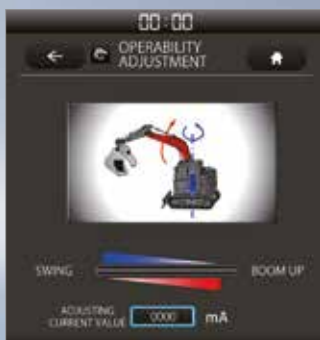 00:00
OPERABILITY
ADJUSTMENT
SWING
BOOM UP
ADJUSTING
CURRENT VALUE
0000 mA